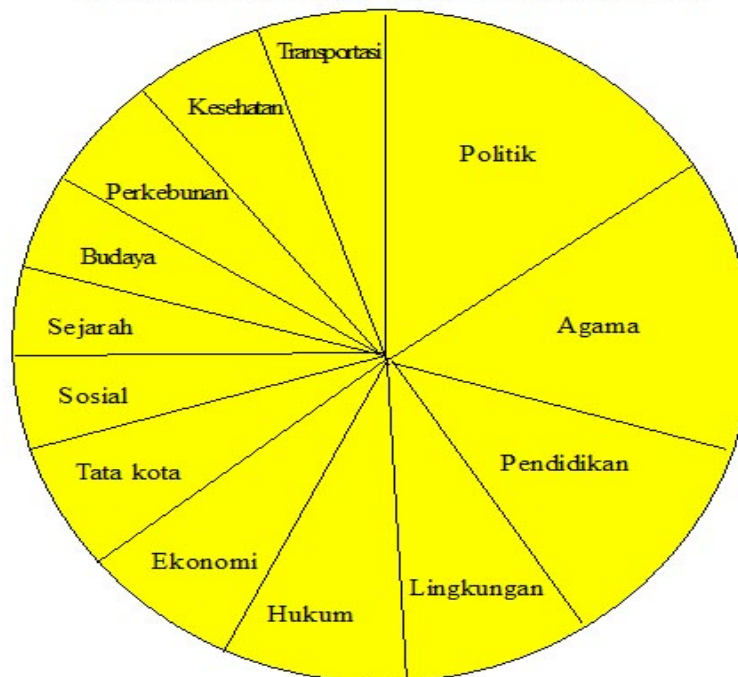 Transportasi
Kesehatan
Politik
Perkebunan
Budaya
Agama
Sejarah
Sosial
Pendidikan
Tata kota
Ekonomi
Lingkungan
Hukum